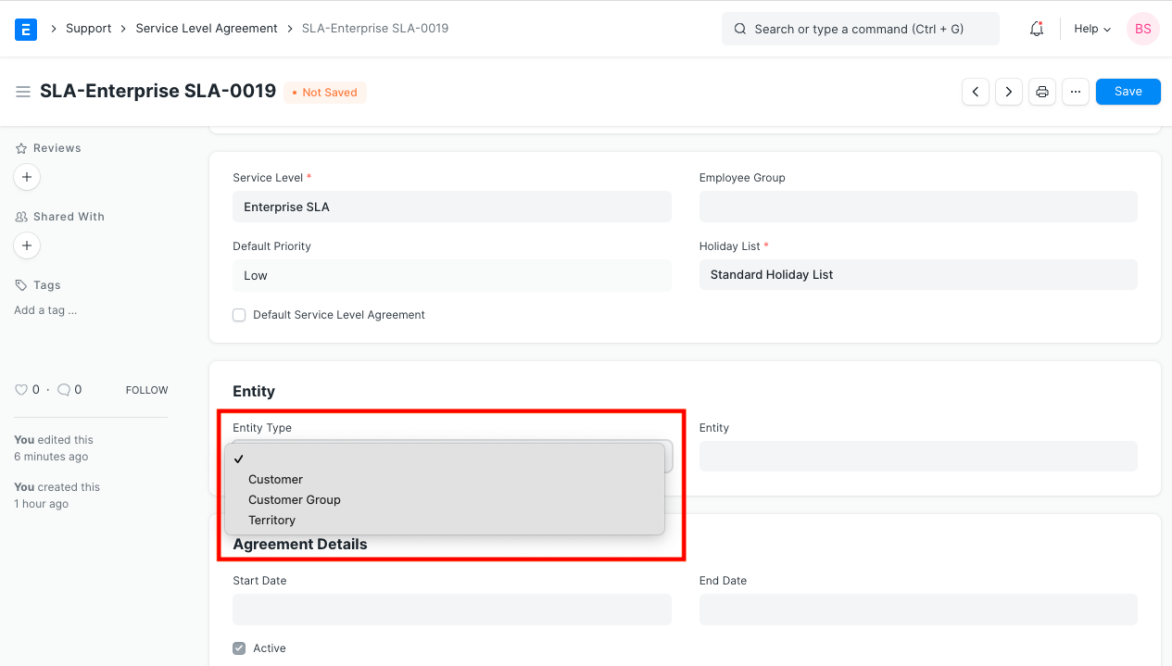 E
Support
Service Level Agreement
SLA-Enterprise SLA-0019
Search or type a command (Ctrl + G)
Help
BS
SLA-Enterprise SLA-0019
• Not Saved
...
Save
Reviews
+
Shared With
+
Tags
Add a tag ...
0 · 0
FOLLOW
You edited this
6 minutes ago
You created this
1 hour ago
Service Level *
Enterprise SLA
Employee Group
Default Priority
Low
Holiday List *
Standard Holiday List
Default Service Level Agreement
Entity
Entity Type
Customer
Customer Group
Territory
Entity
Agreement Details
Start Date
End Date
Active